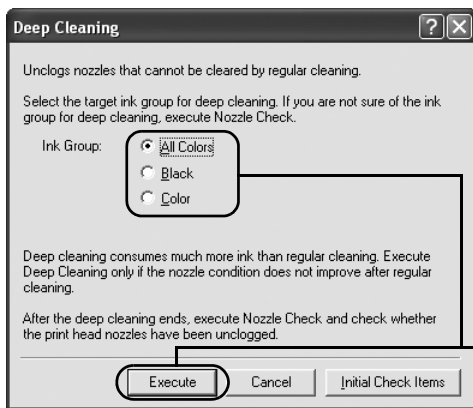 Deep Cleaning
Unclogs nozzles that cannot be cleared by regular cleaning.
Select the target ink group for deep cleaning. If you are not sure of the ink
group for deep cleaning, execute Nozzle Check.
Ink Group:
All Colors
Black
Color
Deep cleaning consumes much more ink than regular cleaning. Execute
Deep Cleaning only if the nozzle condition does not improve after regular
cleaning.
After the deep cleaning ends, execute Nozzle Check and check whether
the print head nozzles have been unclogged.
Execute Cancel Initial Check Items